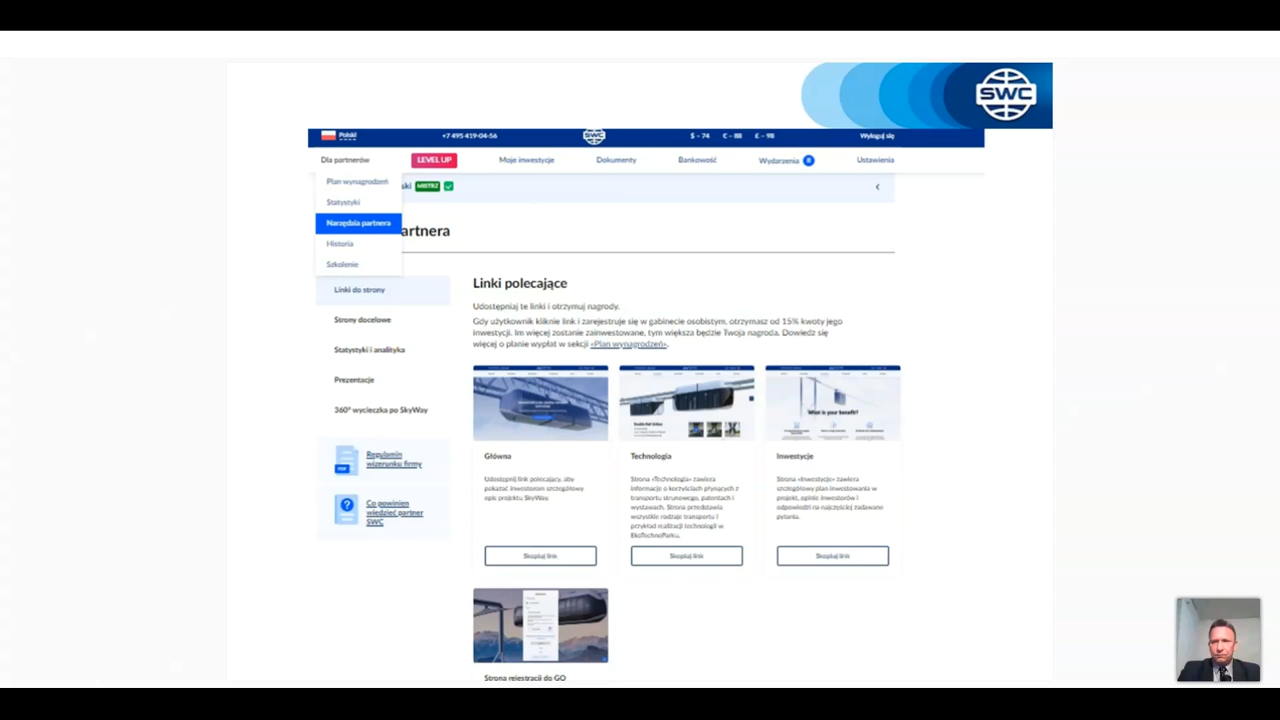 SWC
Polski
+7 495 419-04-56
SWC
$ – 74 € – 88 £ – 98
Wyloguj się
Dla partnerów
LEVEL UP
Moje inwestycje
Dokumenty
Bankowość
Wydarzenia
Ustawienia
Plan wynagrodzeń
ski MISTRZ
Statystyki
Narzędzia partnera
artnera
Historia
Szkolenie
Linki do strony
Strony docelowe
Statystyki i analityka
Prezentacje
360° wycieczka po SkyWay
PDF
Regulamin
wizerunku firmy
?
Co powinien
wiedzieć partner
SWC
Linki polecające
Udostępniaj te linki i otrzymuj nagrody.
Gdy użytkownik kliknie link i zarejestruje się w gabinecie osobistym, otrzymasz od 15% kwoty jego
inwestycji. Im więcej zostanie zainwestowane, tym większa będzie Twoja nagroda. Dowiedz się
więcej o planie wypłat w sekcji «Plan wynagrodzeń».
What is your benefit?
Główna
Udostępnij link polecający, aby
pokazać inwestorom szczegółowy
opis projektu SkyWay.
Skopiuj link
Technologia
Strona «Technologia» zawiera
informacje o korzyściach płynących z
transportu strunowego, patentach i
wystawach. Strona przedstawia
wszystkie rodzaje transportu i
przykład realizacji technologii w
EkoTechnoParku.
Skopiuj link
Inwestycje
Strona «Inwestycje» zawiera
szczegółowy plan inwestowania w
projekt, opinie inwestorów i
odpowiedzi na najczęściej zadawane
pytania.
Skopiuj link
Strona rejestracji do GO